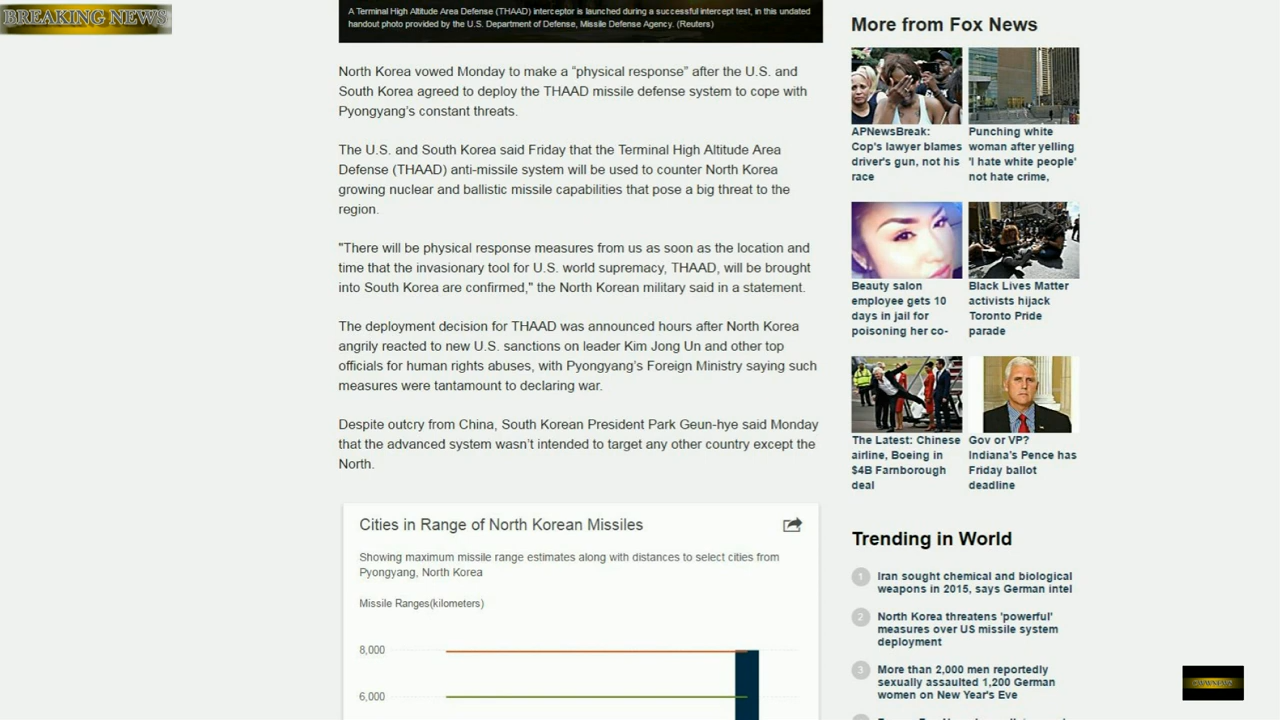 BREAKING NEWS
A Terminal High Altitude Area Defense (THAAD) interceptor is launched during a successful intercept test, in this undated
handout photo provided by the U.S. Department of Defense, Missile Defense Agency. (Reuters)
North Korea vowed Monday to make a “physical response” after the U.S. and
South Korea agreed to deploy the THAAD missile defense system to cope with
Pyongyang’s constant threats.
The U.S. and South Korea said Friday that the Terminal High Altitude Area
Defense (THAAD) anti-missile system will be used to counter North Korea
growing nuclear and ballistic missile capabilities that pose a big threat to the
region.
"There will be physical response measures from us as soon as the location and
time that the invasionary tool for U.S. world supremacy, THAAD, will be brought
into South Korea are confirmed," the North Korean military said in a statement.
The deployment decision for THAAD was announced hours after North Korea
angrily reacted to new U.S. sanctions on leader Kim Jong Un and other top
officials for human rights abuses, with Pyongyang’s Foreign Ministry saying such
measures were tantamount to declaring war.
Despite outcry from China, South Korean President Park Geun-hye said Monday
that the advanced system wasn’t intended to target any other country except the
North.
Cities in Range of North Korean Missiles
Showing maximum missile range estimates along with distances to select cities from
Pyongyang, North Korea
Missile Ranges(kilometers)
8,000
6,000
More from Fox News
APNewsBreak:
Cop's lawyer blames
driver's gun, not his
race
Punching white
woman after yelling
'I hate white people'
not hate crime,
Beauty salon
employee gets 10
days in jail for
poisoning her co-
Black Lives Matter
activists hijack
Toronto Pride
parade
The Latest: Chinese
airline, Boeing in
$4B Farnborough
deal
Gov or VP?
Indiana's Pence has
Friday ballot
deadline
Trending in World
1
Iran sought chemical and biological
weapons in 2015, says German intel
2
North Korea threatens 'powerful'
measures over US missile system
deployment
3
More than 2,000 men reportedly
sexually assaulted 1,200 German
women on New Year's Eve